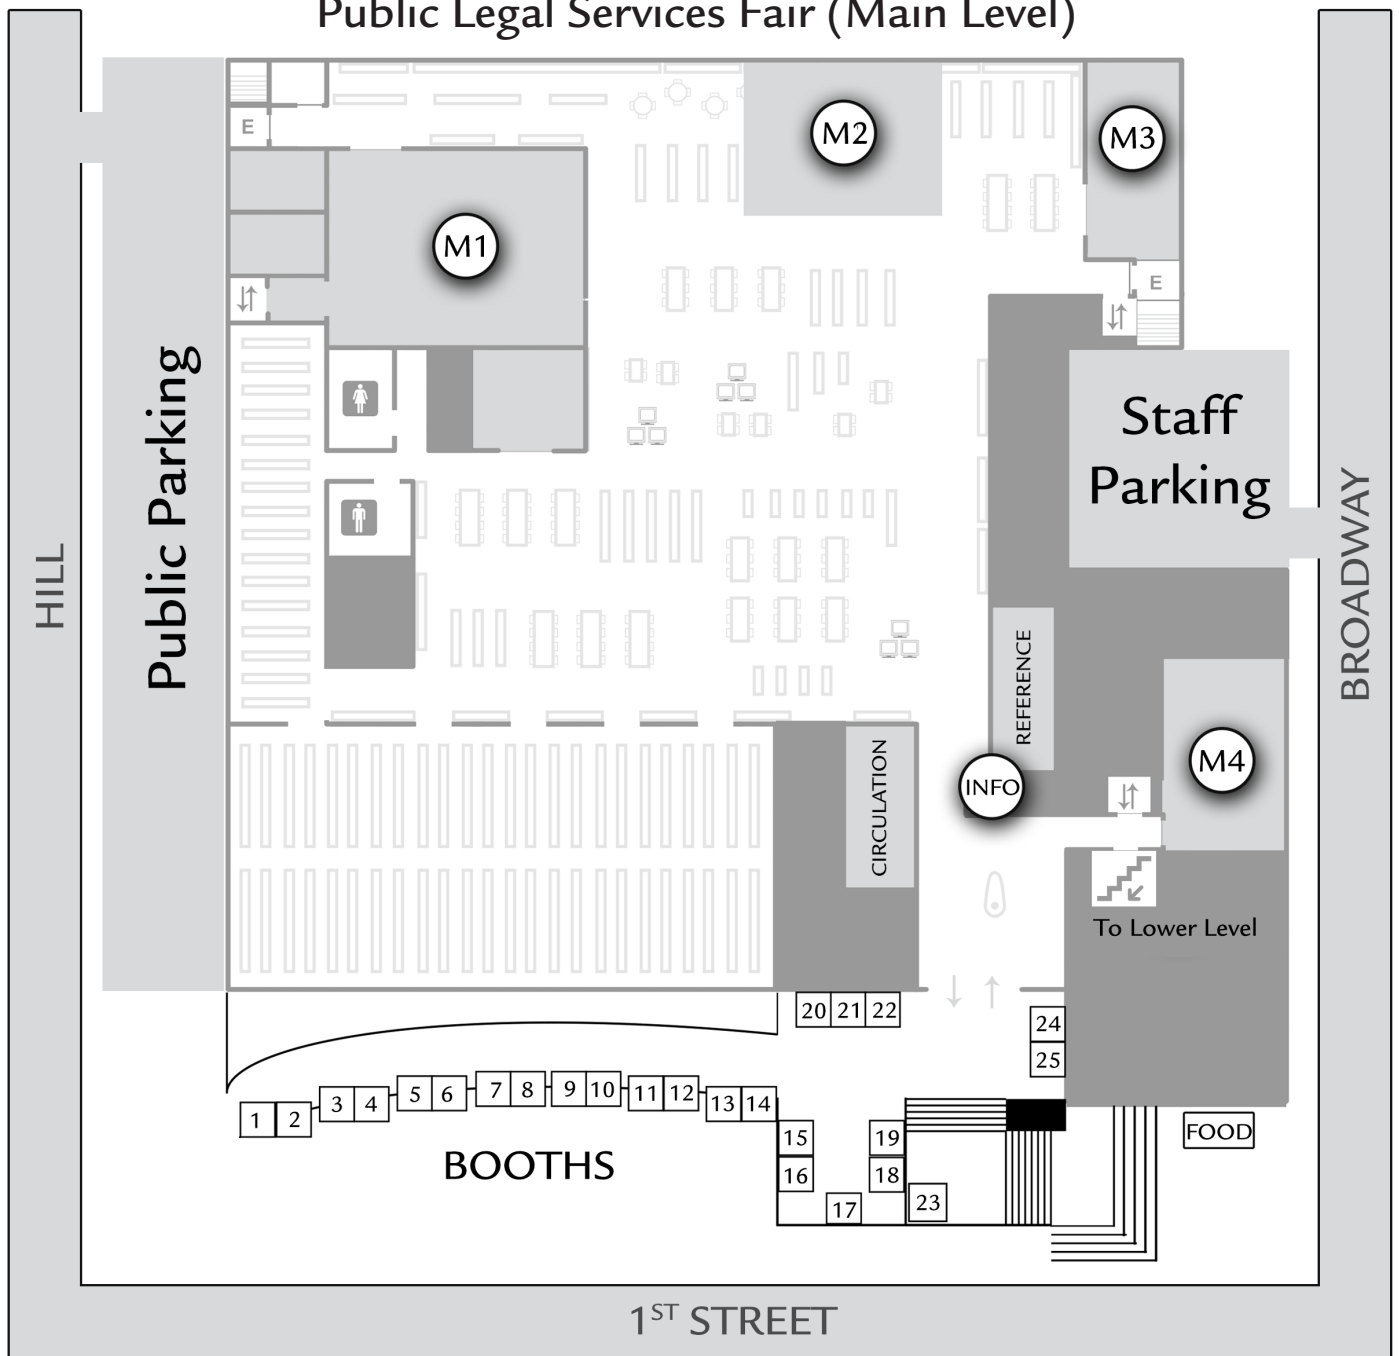 Public Legal Services Fair (Main Level)
E
M1
M2
M3
E
Public Parking
Staff
Parking
HILL
BROADWAY
REFERENCE
CIRCULATION
INFO
M4
To Lower Level
20 21 22
24
25
1 2 3 4 5 6 7 8 9 10 11 12 13 14
15
16
17
18
19
23
FOOD
BOOTHS
1ST STREET